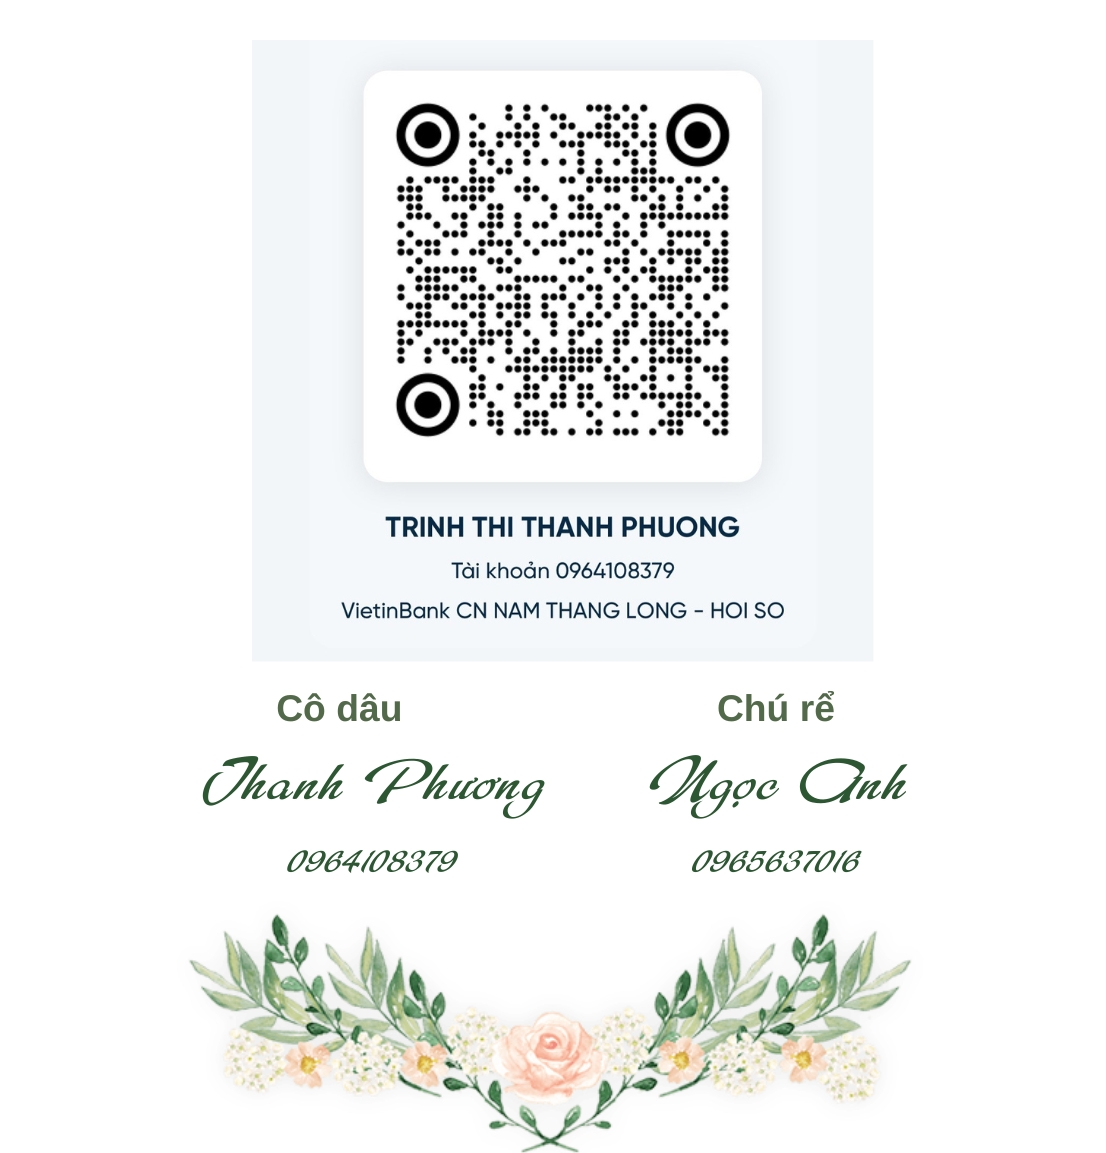 TRINH THI THANH PHUONG
Tài khoản 0964108379
VietinBank CN NAM THANG LONG - HOI SO
Cô dâu
Chú rể
Thanh Phương
Ngọc Anh
0964108379
0965637016